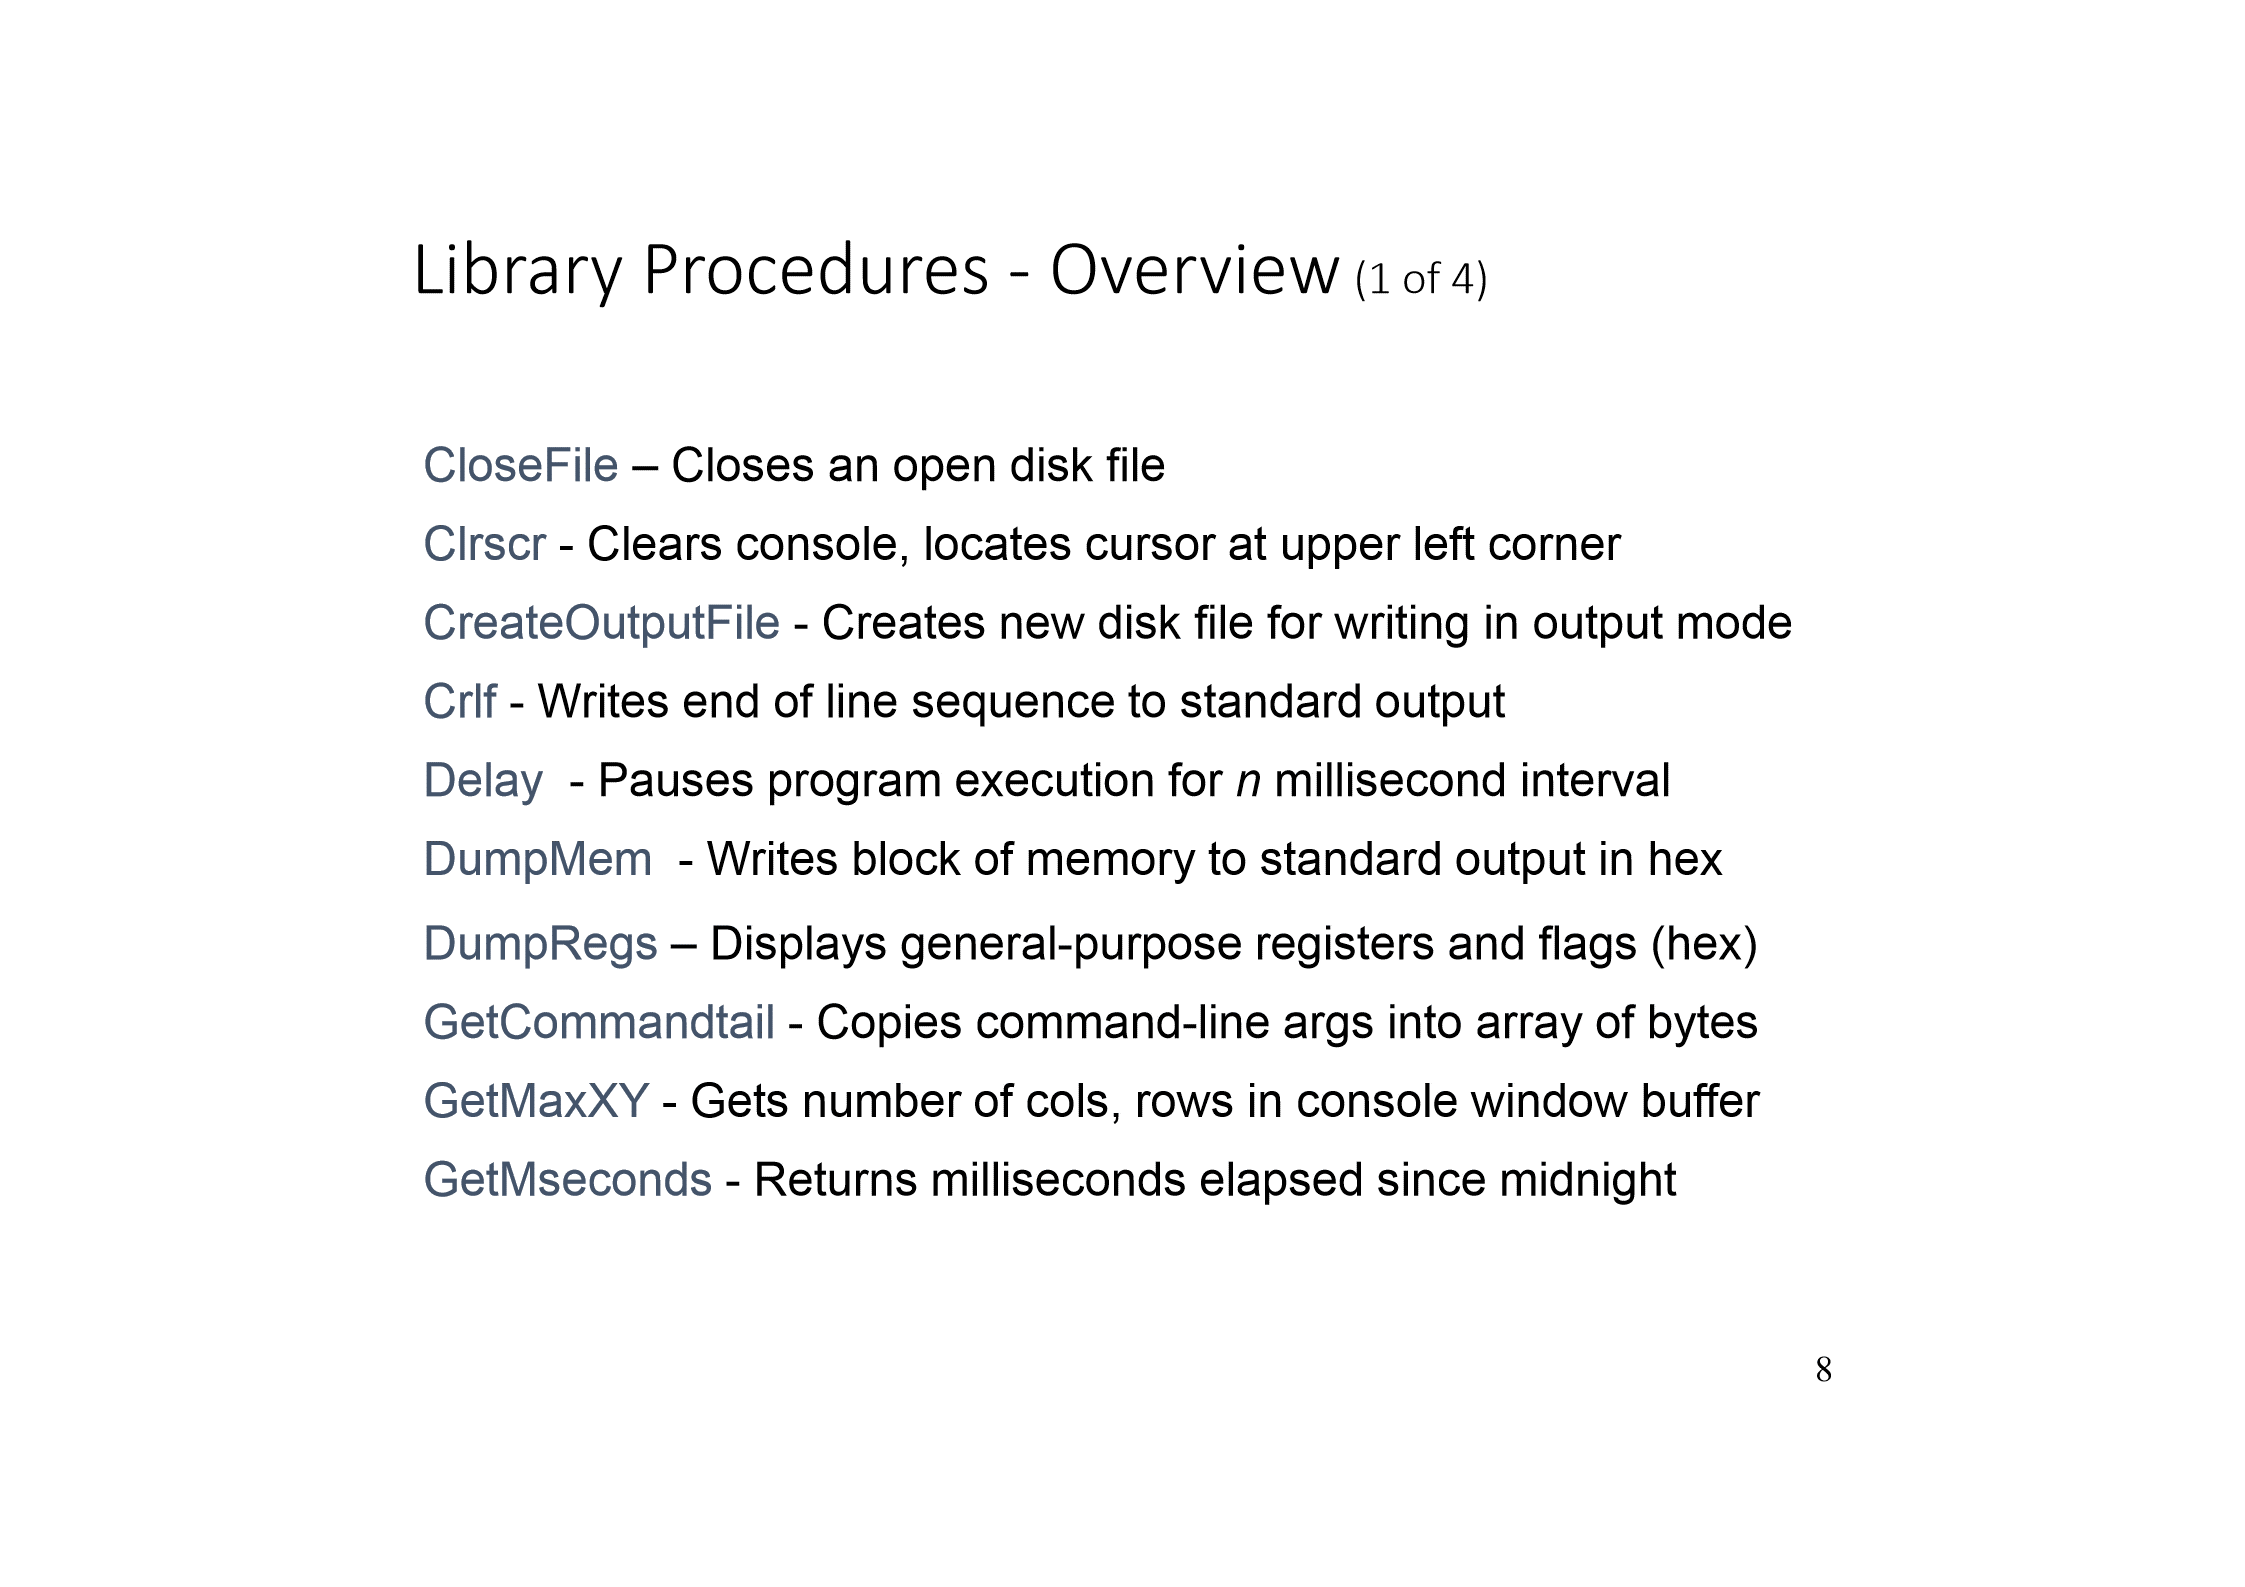 Library Procedures - Overview (1 of 4)
CloseFile – Closes an open disk file
Clrscr - Clears console, locates cursor at upper left corner
CreateOutputFile - Creates new disk file for writing in output mode
Crlf - Writes end of line sequence to standard output
Delay  - Pauses program execution for n millisecond interval
DumpMem  - Writes block of memory to standard output in hex
DumpRegs – Displays general-purpose registers and flags (hex)
GetCommandtail - Copies command-line args into array of bytes
GetMaxXY - Gets number of cols, rows in console window buffer
GetMseconds - Returns milliseconds elapsed since midnight
8